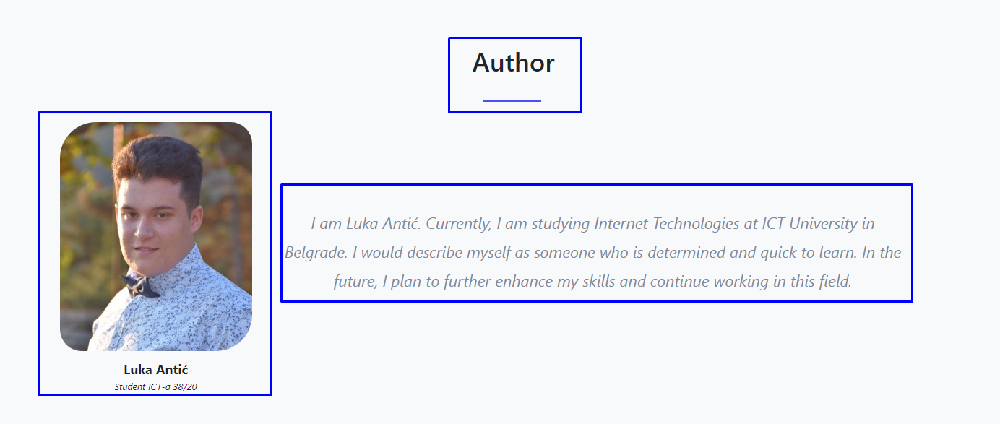 Author
I am Luka Antić. Currently, I am studying Internet Technologies at ICT University in
Belgrade. I would describe myself as someone who is determined and quick to learn. In the
future, I plan to further enhance my skills and continue working in this field.
Luka Antić
Student ICT-a 38/20